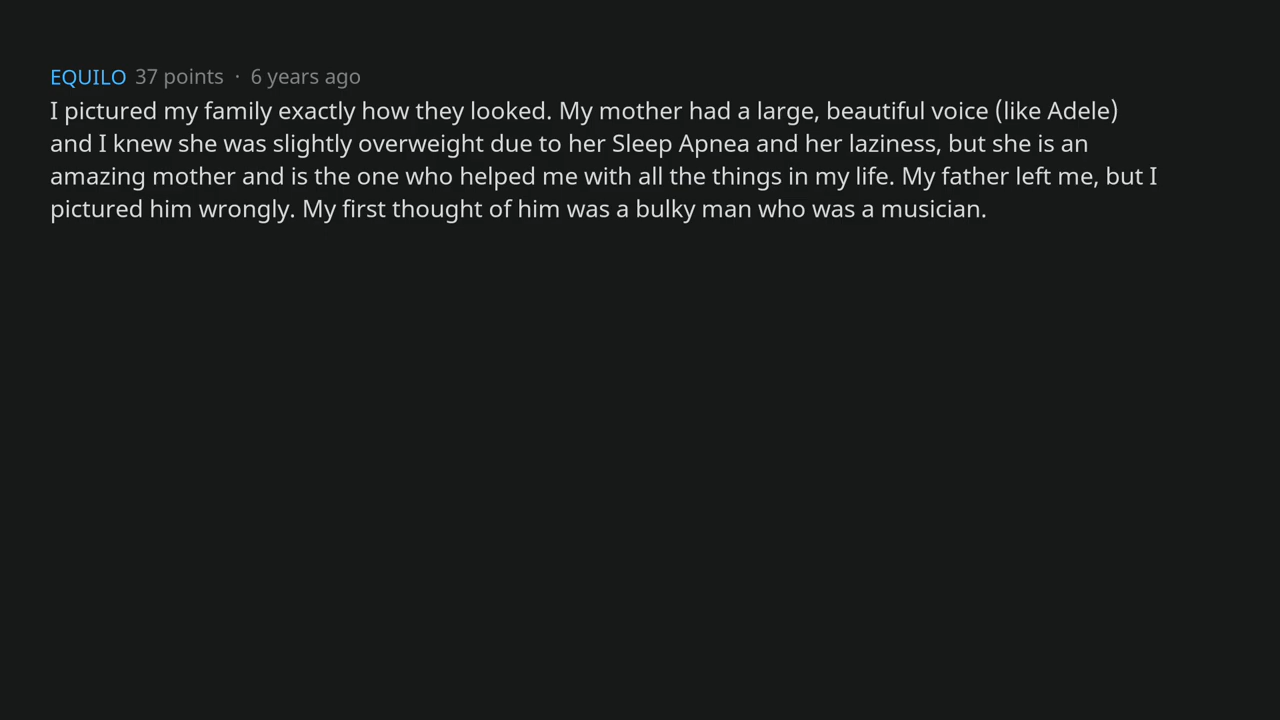 EQUILO 37 points · 6 years ago
I pictured my family exactly how they looked. My mother had a large, beautiful voice (like Adele)
and I knew she was slightly overweight due to her Sleep Apnea and her laziness, but she is an
amazing mother and is the one who helped me with all the things in my life. My father left me, but I
pictured him wrongly. My first thought of him was a bulky man who was a musician.